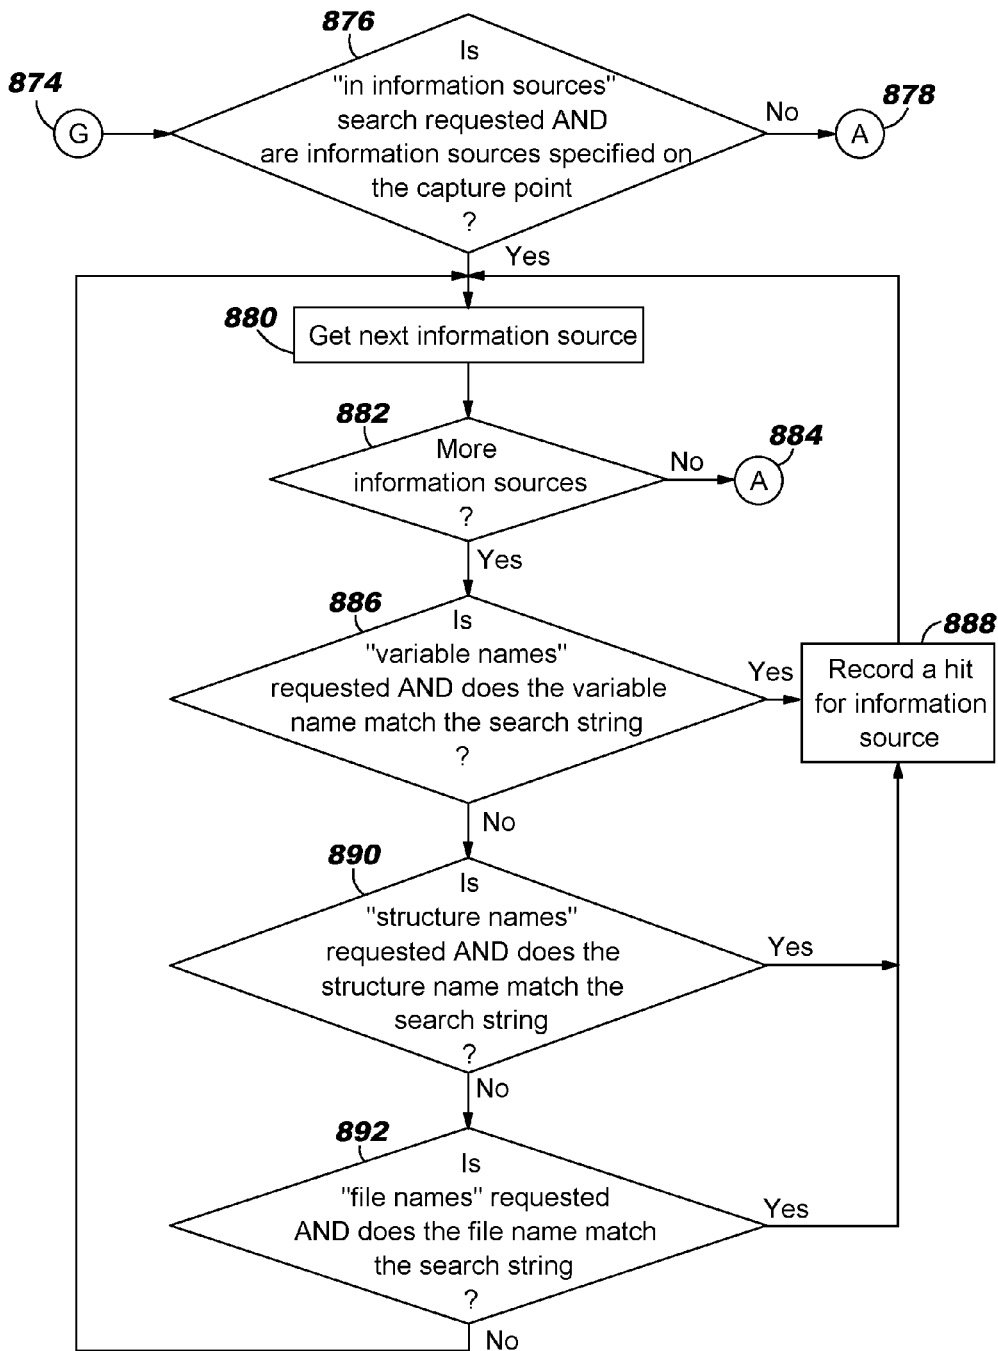 876
Is
"in information sources"
search requested AND
are information sources specified on
the capture point
?
874
G
No
878
A
Yes
880
Get next information source
882
More
information sources
?
No
884
A
Yes
886
Is
"variable names"
requested AND does the variable
name match the search string
?
Yes
888
Record a hit
for information
source
No
890
Is
"structure names"
requested AND does the
structure name match the
search string
?
Yes
No
892
Is
"file names" requested
AND does the file name match
the search string
?
Yes
No